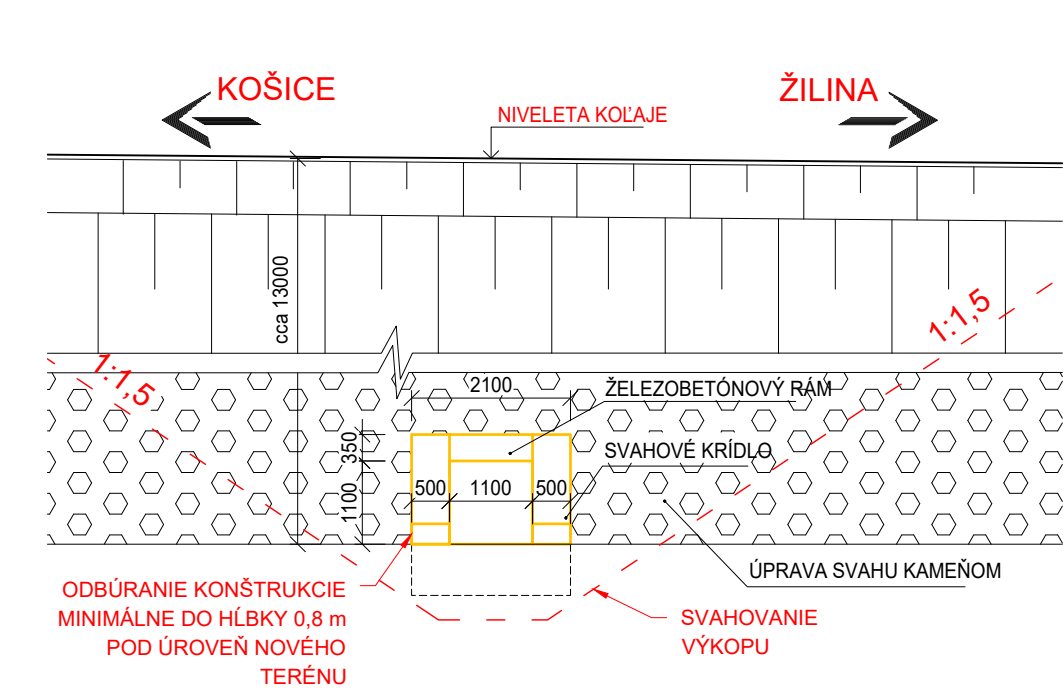 KOŠICE
ŽILINA
NIVELETA KOĽAJE
cca 13000
1:1,5
1:1,5
2100
ŽELEZOBETÓNOVÝ RÁM
350
SVAHOVÉ KRÍDLO
1100
500
1100
500
ÚPRAVA SVAHU KAMEŇOM
ODBÚRANIE KONŠTRUKCIE
MINIMÁLNE DO HĹBKY 0,8 m
POD ÚROVEŇ NOVÉHO
TERÉNU
SVAHOVANIE
VÝKOPU